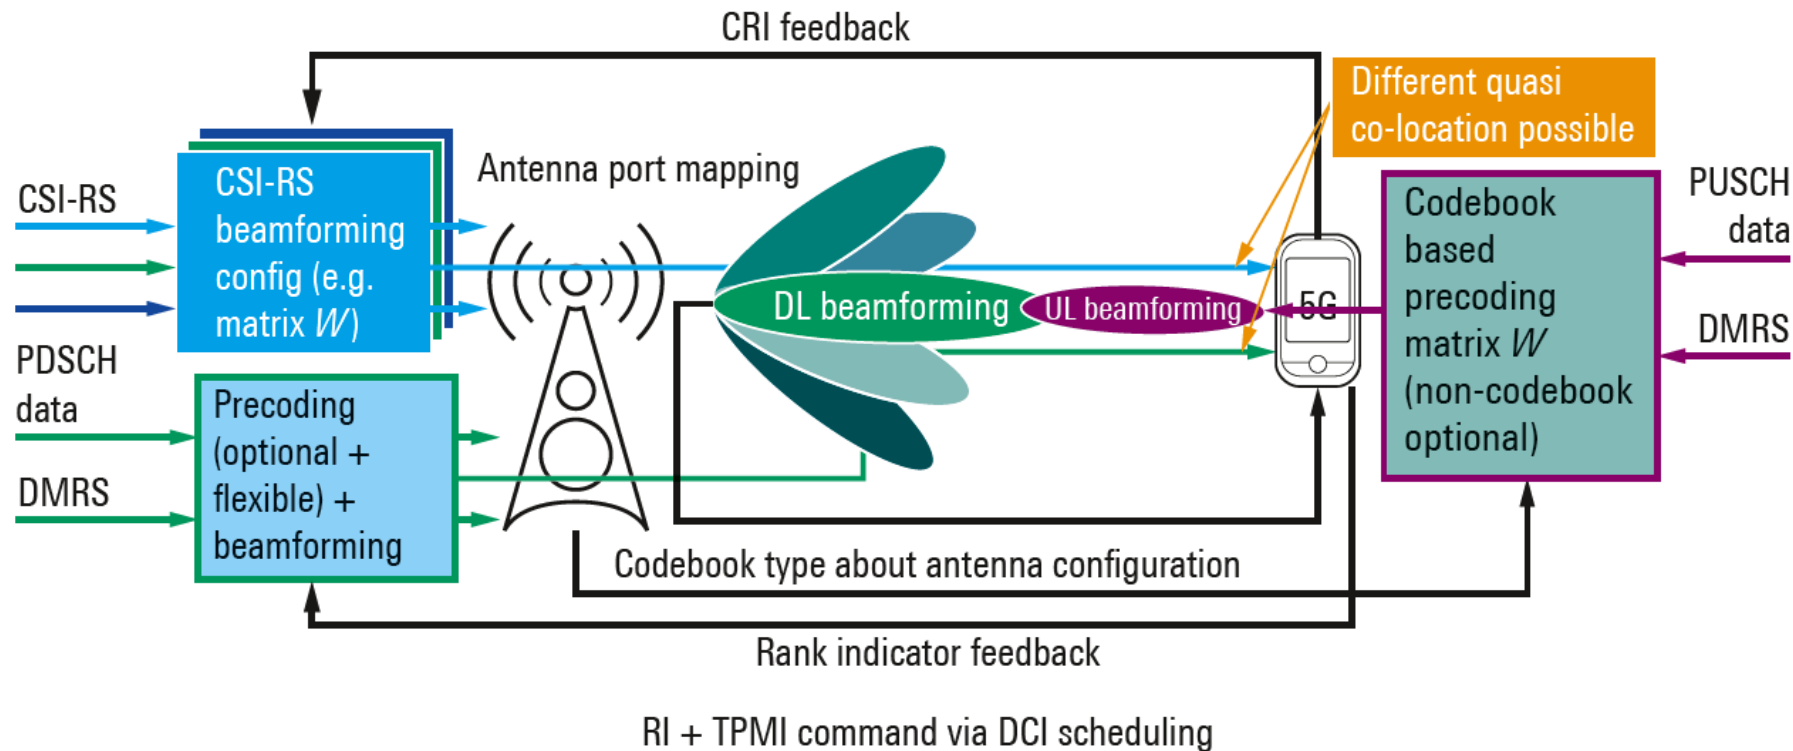 CRI feedback
Different quasi
co-location possible
CSI-RS
CSI-RS
beamforming
config (e.g.
matrix W)
Antenna port mapping
PDSCH
data
DMRS
Precoding
(optional +
flexible) +
beamforming
DL beamforming
UL beamforming
5G
Codebook
based
precoding
matrix W
(non-codebook
optional)
PUSCH
data
DMRS
Codebook type about antenna configuration
Rank indicator feedback
RI + TPMI command via DCI scheduling